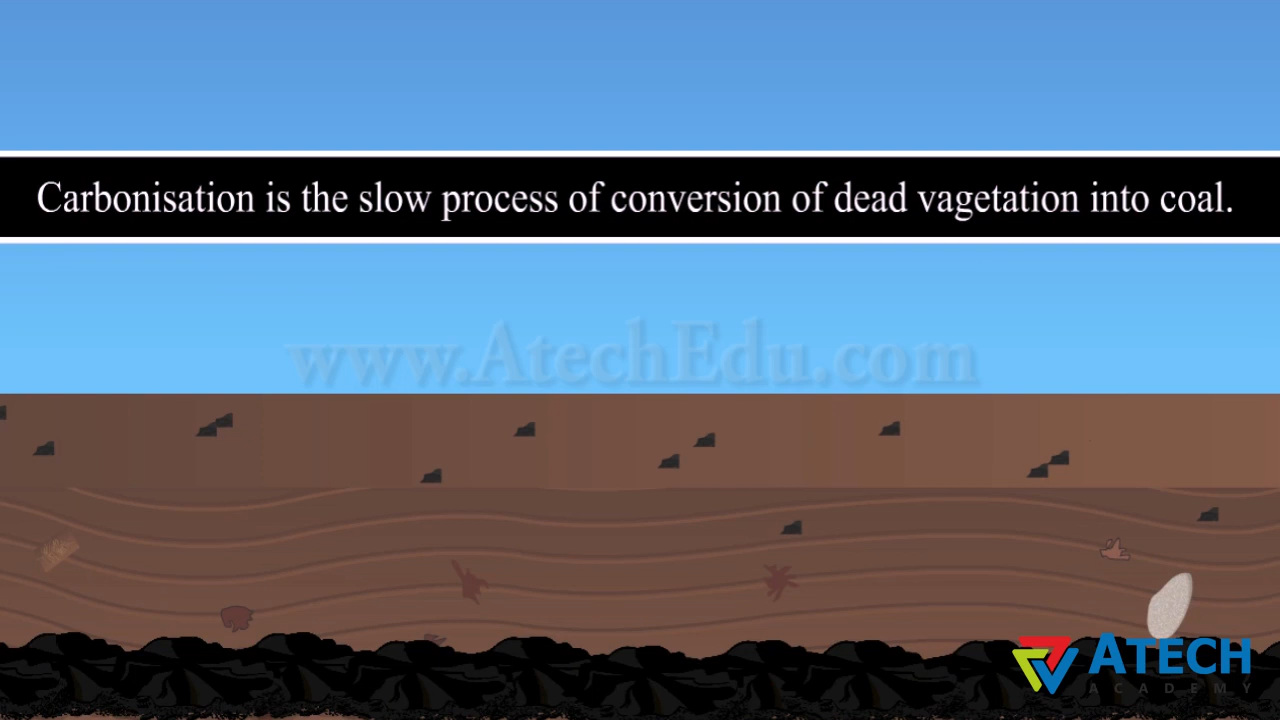 Carbonisation is the slow process of conversion of dead vagetation into coal.
www.AtechEdu.com
ATECH
ACADEMY